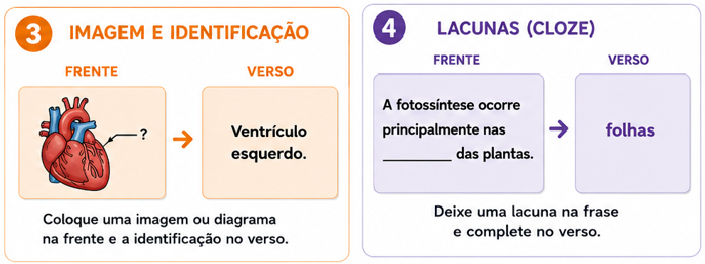 3 IMAGEM E IDENTIFICAÇÃO
FRENTE
VERSO
?
Ventrículo
esquerdo.
Coloque uma imagem ou diagrama
na frente e a identificação no verso.
4 LACUNAS (CLOZE)
FRENTE
VERSO
A fotossíntese ocorre
principalmente nas
__________ das plantas.
folhas
Deixe uma lacuna na frase
e complete no verso.